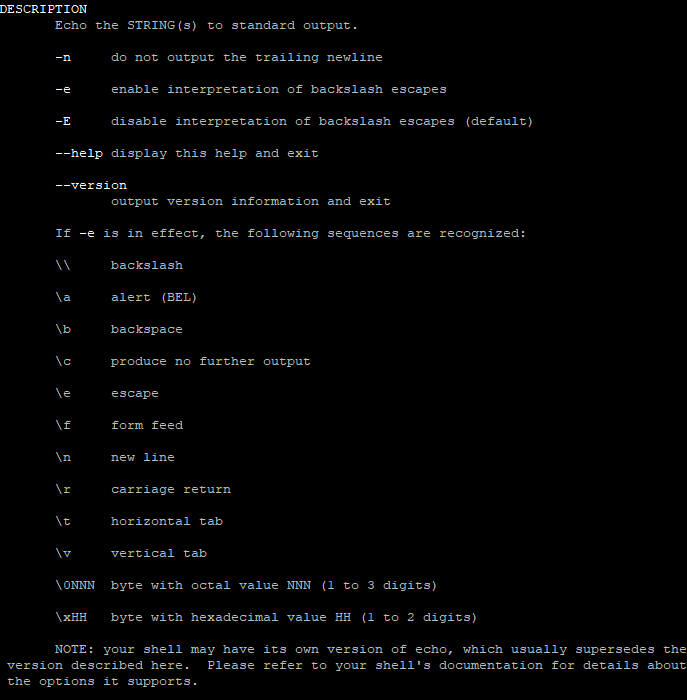 DESCRIPTION
Echo the STRING(s) to standard output.
-n do not output the trailing newline
-e enable interpretation of backslash escapes
-E disable interpretation of backslash escapes (default)
--help display this help and exit
--version
output version information and exit
If -e is in effect, the following sequences are recognized:
\\ backslash
\a alert (BEL)
\b backspace
\c produce no further output
\e escape
\f form feed
\n new line
\r carriage return
\t horizontal tab
\v vertical tab
\0NNN byte with octal value NNN (1 to 3 digits)
\xHH byte with hexadecimal value HH (1 to 2 digits)
NOTE: your shell may have its own version of echo, which usually supersedes the
version described here. Please refer to your shell's documentation for details about
the options it supports.